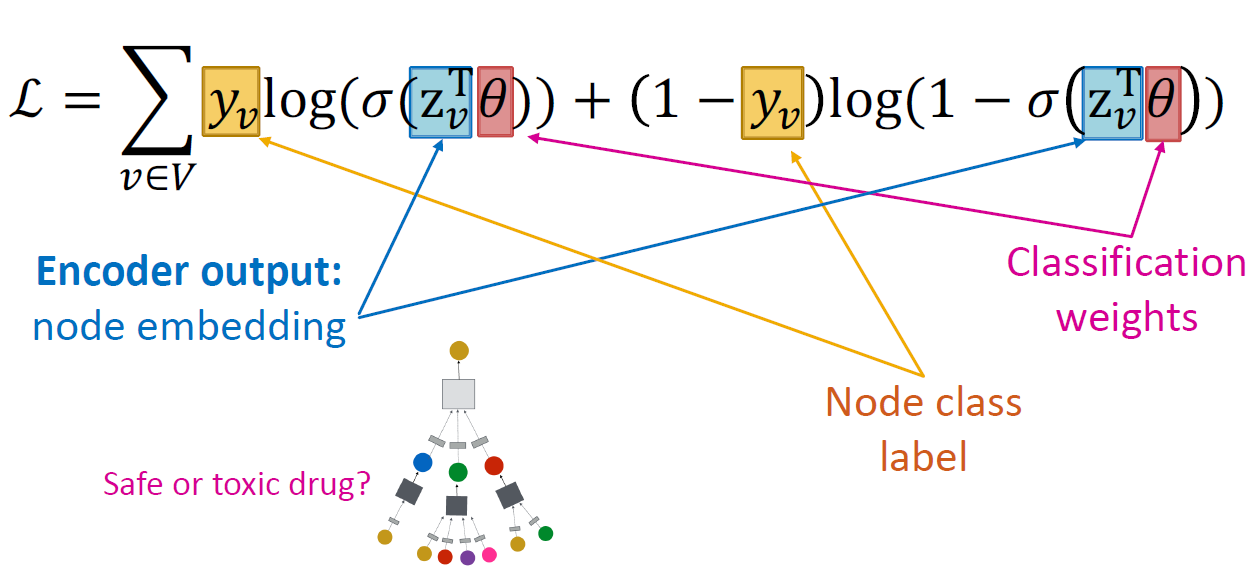 ℒ = ∑_{v∈V} y_v log(σ(z_v^T θ)) + (1 − y_v)log(1 − σ(z_v^T θ))
Encoder output:
node embedding
Classification
weights
Node class
label
Safe or toxic drug?